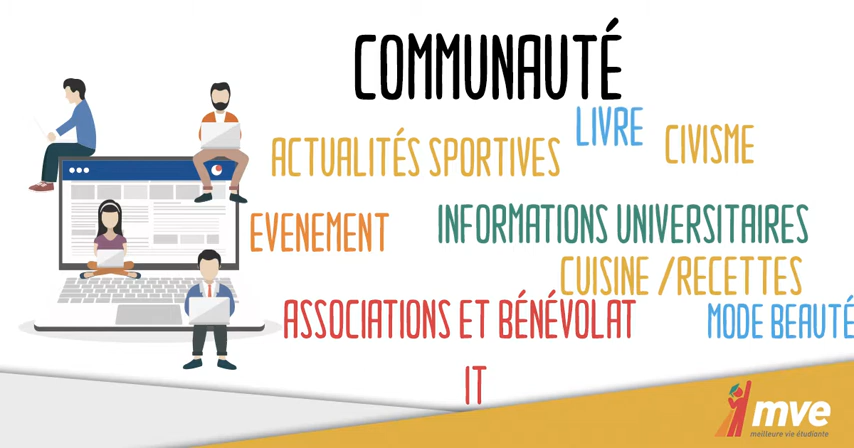 COMMUNAUTÉ
LIVRE
ACTUALITÉS SPORTIVES
CIVISME
EVENEMENT
INFORMATIONS UNIVERSITAIRES
CUISINE /RECETTES
ASSOCIATIONS ET BÉNÉVOLAT
MODE BEAUTÉ
IT
mve
meilleure vie étudiante